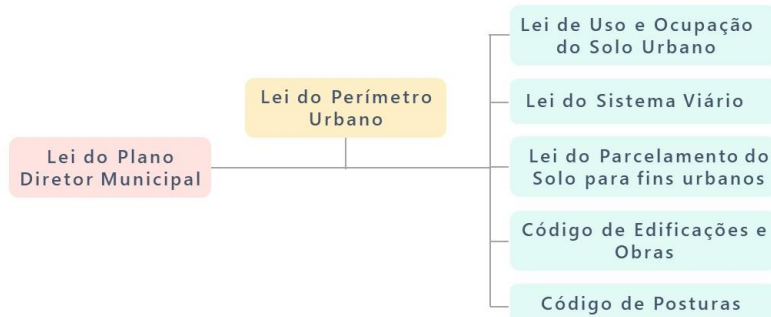 Lei do Plano
Diretor Municipal
Lei do Perímetro
Urbano
Lei de Uso e Ocupação
do Solo Urbano
Lei do Sistema Viário
Lei do Parcelamento do
Solo para fins urbanos
Código de Edificações e
Obras
Código de Posturas